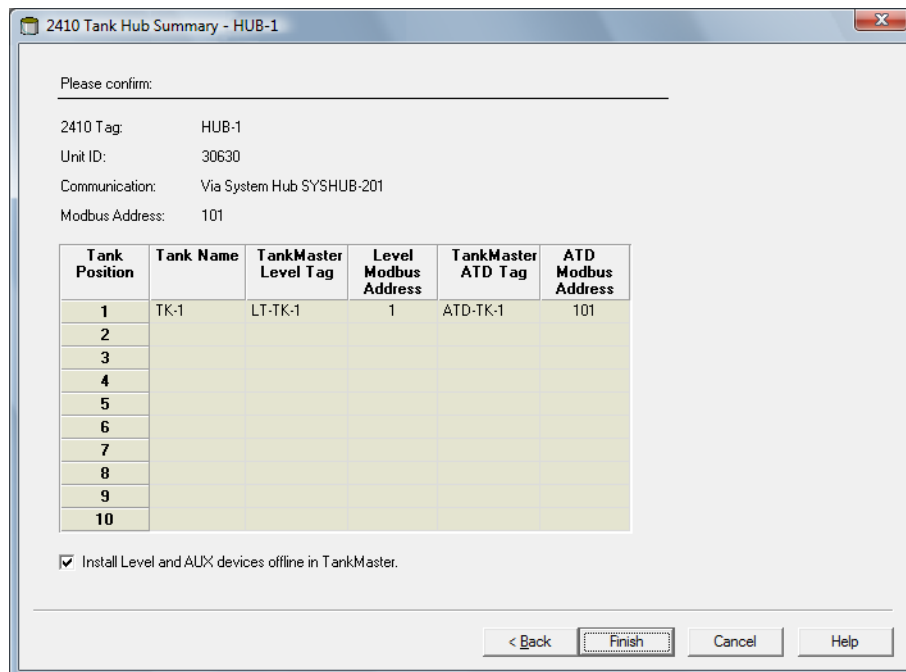 2410 Tank Hub Summary - HUB-1
X
Please confirm:
2410 Tag: HUB-1
Unit ID: 30630
Communication: Via System Hub SYSHUB-201
Modbus Address: 101
Tank Position Tank Name TankMaster Level Tag Level Modbus Address TankMaster ATD Tag ATD Modbus Address
1 TK-1 LT-TK-1 1 ATD-TK-1 101
2
3
4
5
6
7
8
9
10
Install Level and AUX devices offline in TankMaster.
< Back Finish Cancel Help